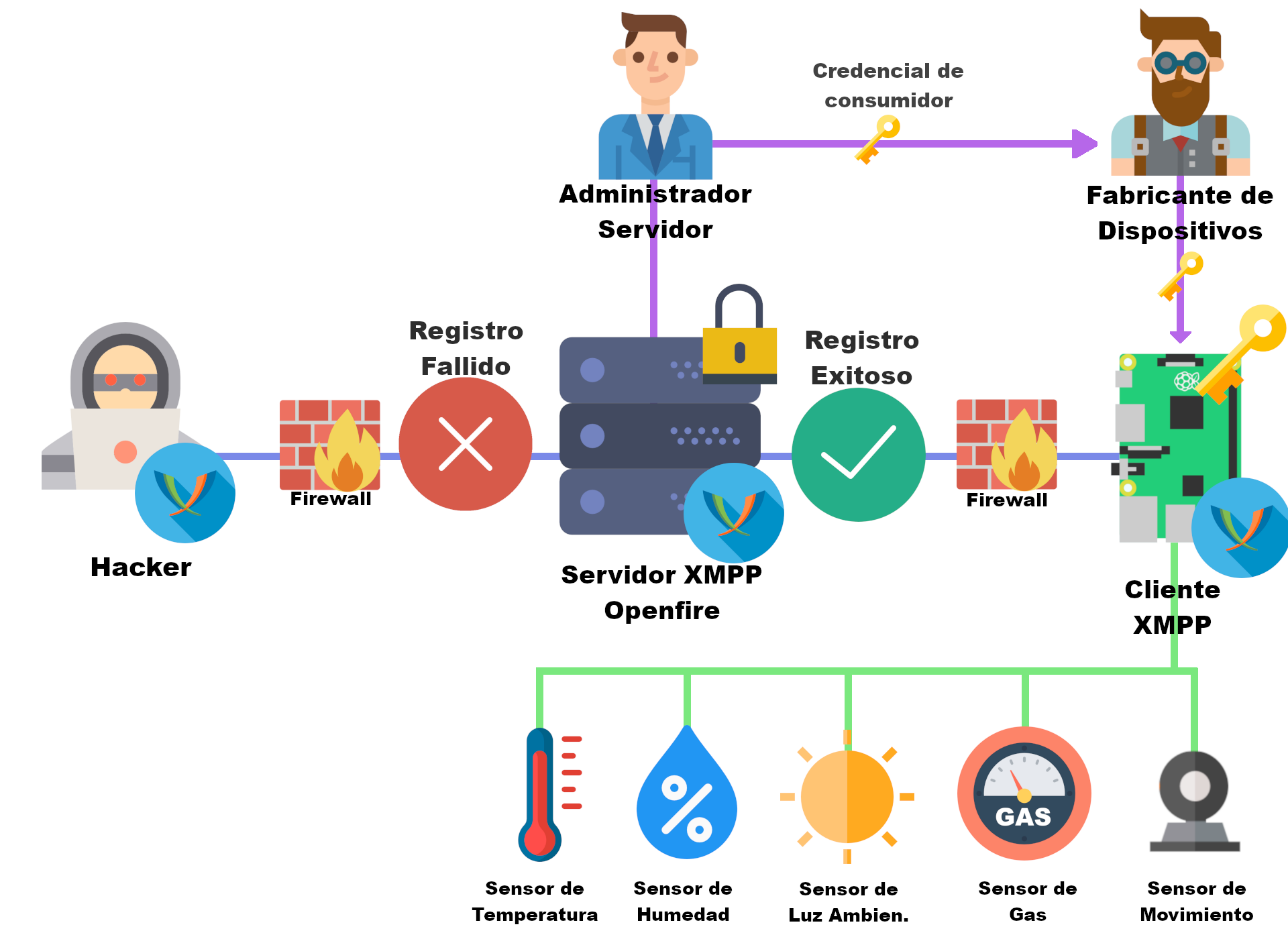 Credencial de
consumidor
Administrador
Servidor
Fabricante de
Dispositivos
Registro
Fallido
Registro
Exitoso
Firewall
Firewall
Hacker
Servidor XMPP
Openfire
Cliente
XMPP
GAS
Sensor de
Temperatura
Sensor de
Humedad
Sensor de
Luz Ambien.
Sensor de
Gas
Sensor de
Movimiento